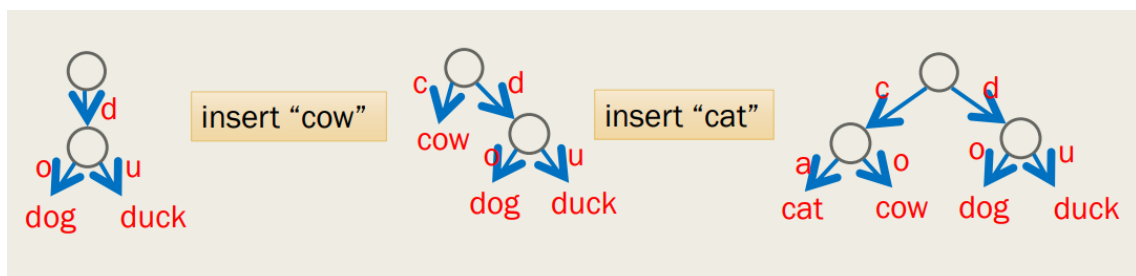 d
o u
dog duck
insert “cow”
c d
cow
o u
dog duck
insert “cat”
c d
a o o u
cat cow dog duck